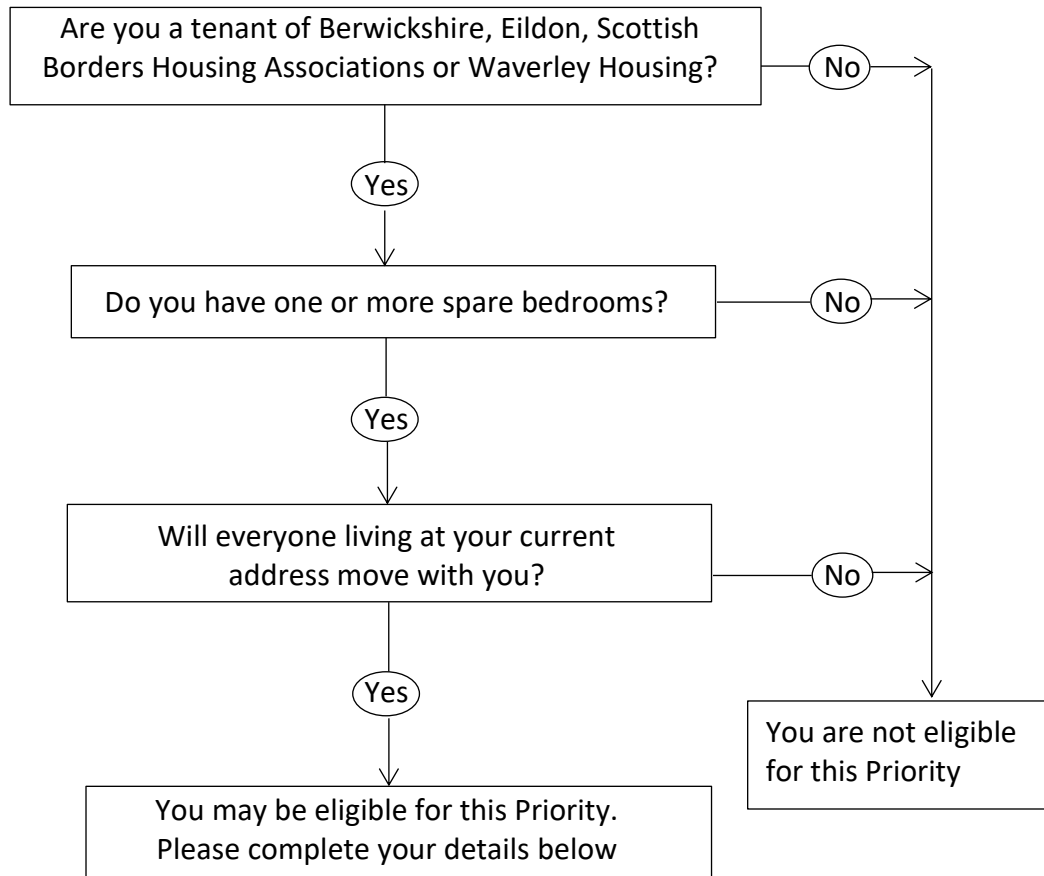 Are you a tenant of Berwickshire, Eildon, Scottish
Borders Housing Associations or Waverley Housing?
No
Yes
Do you have one or more spare bedrooms?
No
Yes
Will everyone living at your current
address move with you?
No
Yes
You are not eligible
for this Priority
You may be eligible for this Priority.
Please complete your details below